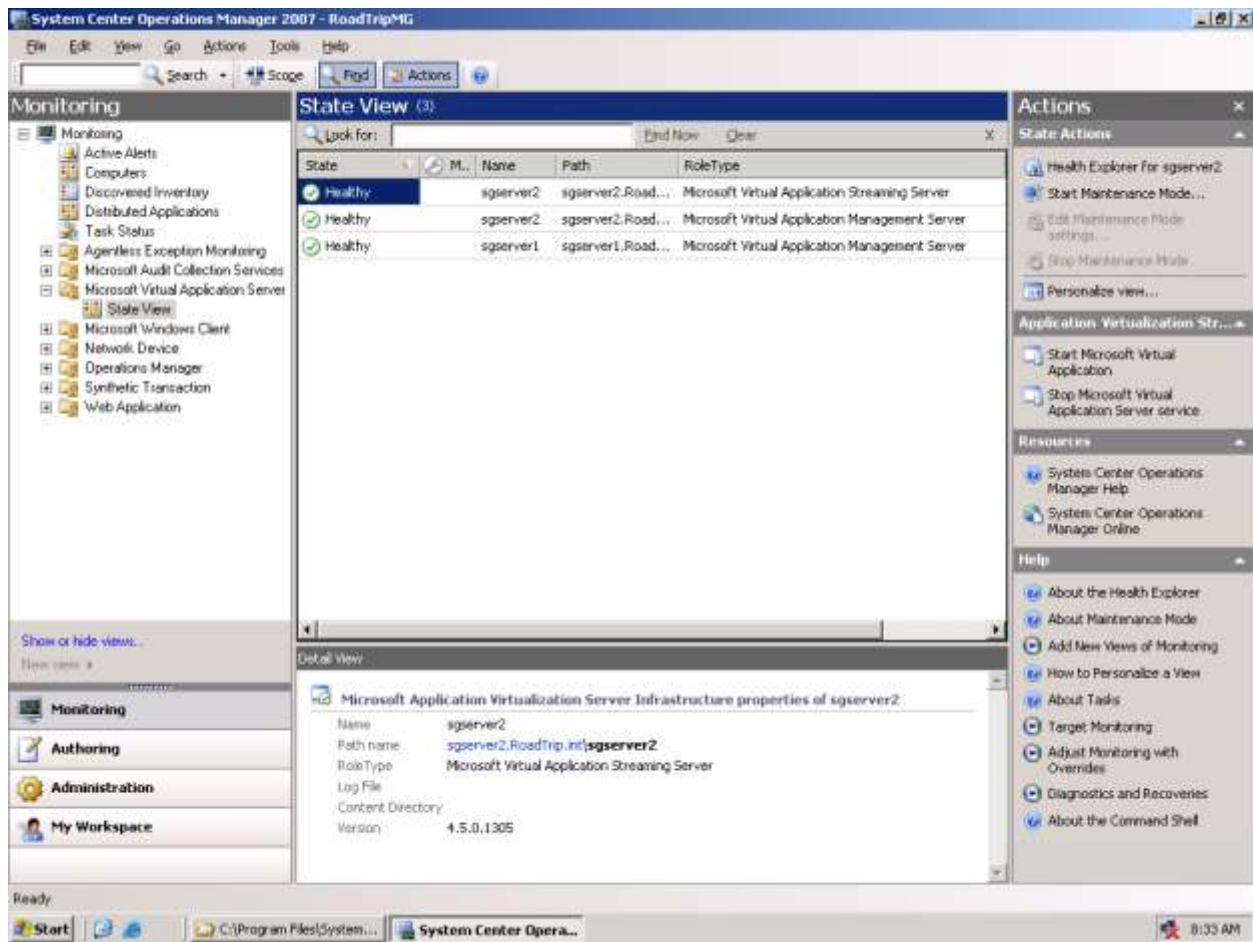 System Center Operations Manager 2007 - RoadTripMG
File Edit View Go Actions Tools Help
Search Scope Find Actions
Monitoring
Monitoring
Active Alerts
Computers
Discovered Inventory
Distributed Applications
Task Status
Agentless Exception Monitoring
Microsoft Audit Collection Services
Microsoft Virtual Application Server
State View
Microsoft Windows Client
Network Device
Operations Manager
Synthetic Transaction
Web Application
Show or hide views...
New view
Monitoring
Authoring
Administration
My Workspace
State View (3)
Look for: Find Now Clear X
State M.. Name Path RoleType
Healthy sgserver2 sgserver2.Road... Microsoft Virtual Application Streaming Server
Healthy sgserver2 sgserver2.Road... Microsoft Virtual Application Management Server
Healthy sgserver1 sgserver1.Road... Microsoft Virtual Application Management Server
Detail View
Microsoft Application Virtualization Server Infrastructure properties of sgserver2
Name sgserver2
Path name sgserver2.RoadTrip.int\sgserver2
RoleType Microsoft Virtual Application Streaming Server
Log File
Content Directory
Version 4.5.0.1305
Actions
State Actions
Health Explorer for sgserver2
Start Maintenance Mode...
Edit Maintenance Mode
settings...
Stop Maintenance Mode
Personalize view...
Application Virtualization Str...
Start Microsoft Virtual
Application
Stop Microsoft Virtual
Application Server service
Resources
System Center Operations
Manager Help
System Center Operations
Manager Online
Help
About the Health Explorer
About Maintenance Mode
Add New Views of Monitoring
How to Personalize a View
About Tasks
Target Monitoring
Adjust Monitoring with
Overrides
Diagnostics and Recoveries
About the Command Shell
Ready
Start C:\Program Files\System... System Center Opera... 8:33 AM